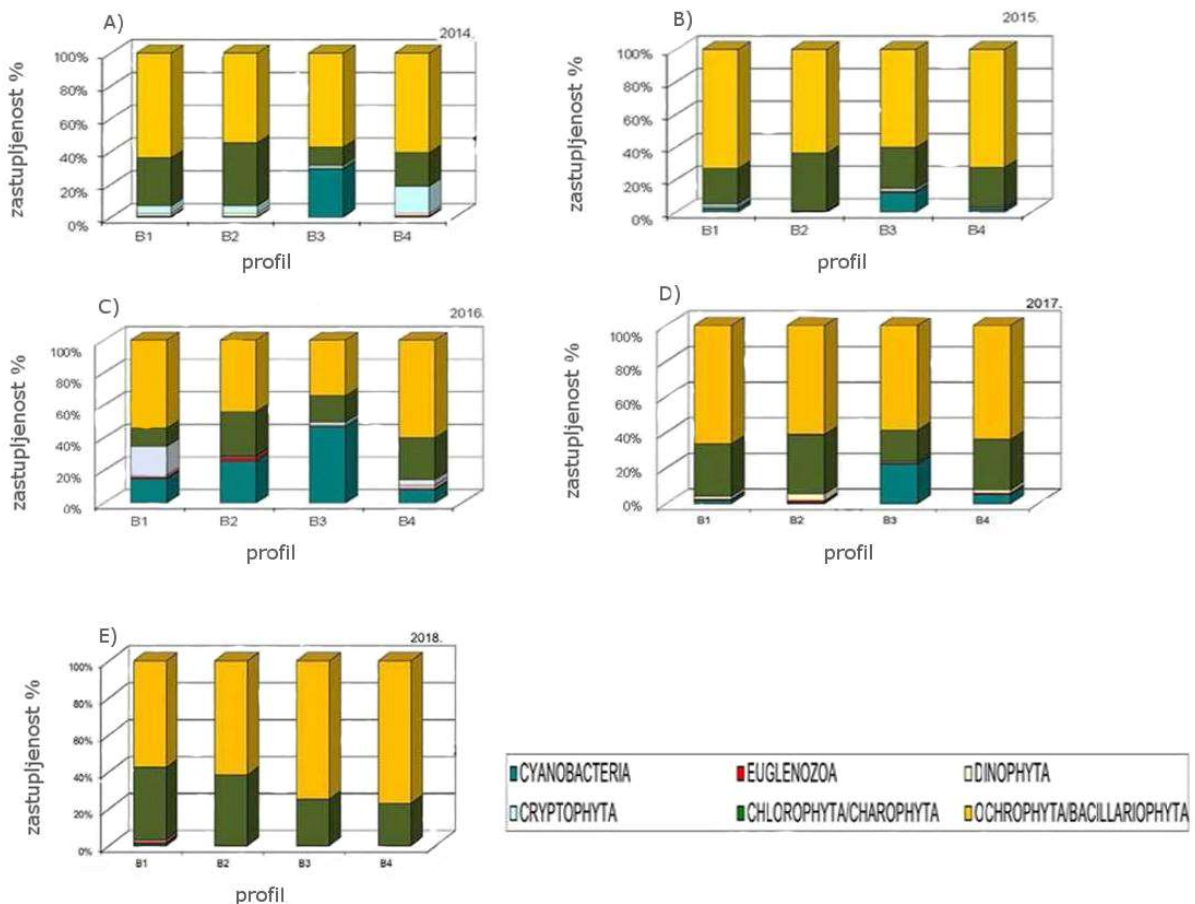 A)
2014.
zastupljenost %
100%
80%
60%
40%
20%
0%
B1 B2 B3 B4
profil
B)
2015.
zastupljenost %
100%
80%
60%
40%
20%
0%
B1 B2 B3 B4
profil
C)
2016.
zastupljenost %
100%
80%
60%
40%
20%
0%
B1 B2 B3 B4
profil
D)
2017.
zastupljenost %
100%
80%
60%
40%
20%
0%
B1 B2 B3 B4
profil
E)
2018.
zastupljenost %
100%
80%
60%
40%
20%
0%
B1 B2 B3 B4
profil
CYANOBACTERIA EUGLENOZOA DINOPHYTA
CRYPTOPHYTA CHLOROPHYTA/CHAROPHYTA OCHROPHYTA/BACILLARIOPHYTA